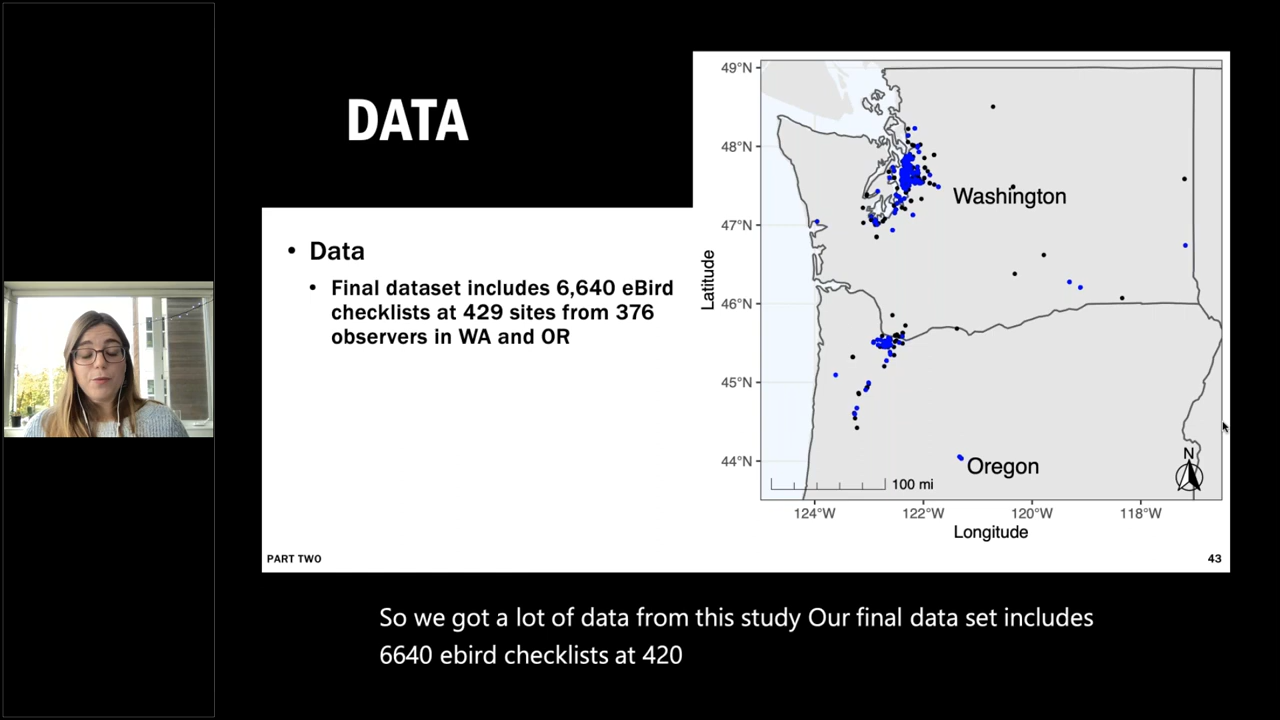 DATA
• Data
• Final dataset includes 6,640 eBird
checklists at 429 sites from 376
observers in WA and OR
PART TWO
43
Latitude
49°N
48°N
47°N
46°N
45°N
44°N
Washington
Oregon
N
100 mi
124°W 122°W 120°W 118°W
Longitude
So we got a lot of data from this study Our final data set includes
6640 ebird checklists at 420